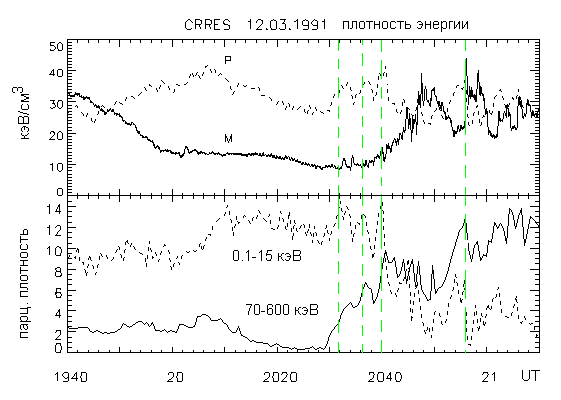 CRRES 12.03.1991 плотность энергии
50
40
30
20
10
0
кэВ/см³
P
M
14
12
10
8
6
4
2
0
парц. плотность
0.1-15 кэВ
70-600 кэВ
1940 20 2020 2040 21 UT